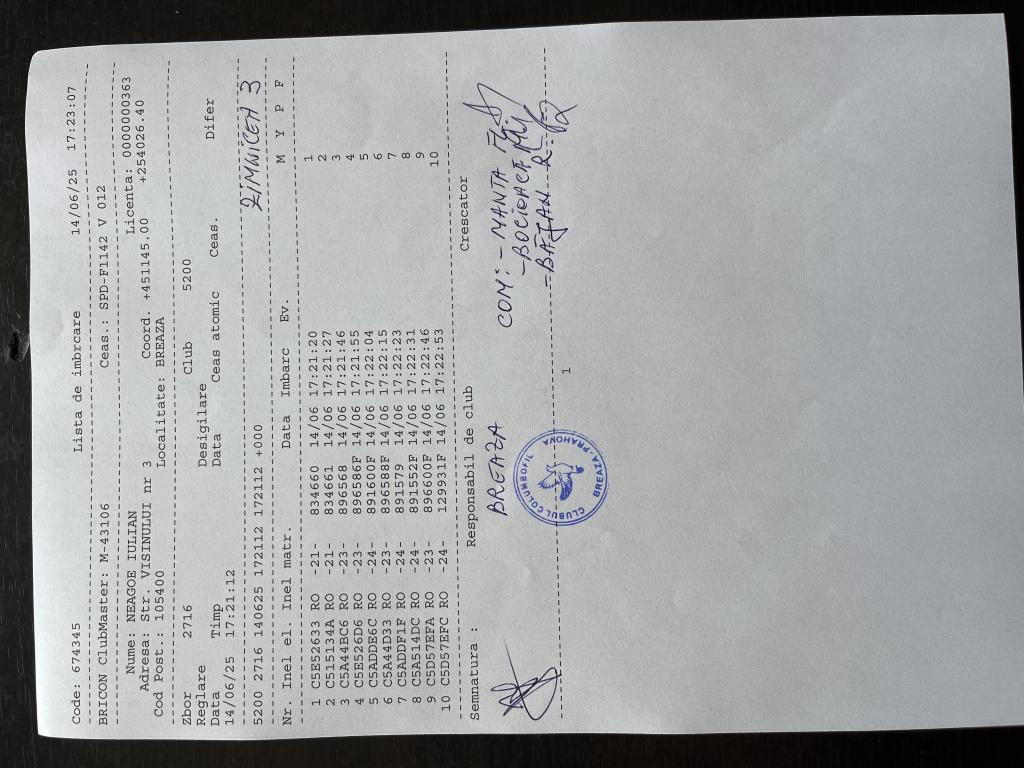 Code: 674345 Lista de imbrcare 14/06/25 17:23:07
BRICON ClubMaster: M-43106 Ceas.: SPD-F1142 V 012
Nume: NEAGOE IULIAN Licenta: 0000000363
Adresa: Str. VISINULUI nr 3 Coord. +451145.00 +254026.40
Cod Post.: 105400 Localitate: BREAZA
Zbor 2716 Club 5200
Reglare Desigilare
Data Timp Data Ceas atomic Ceas. Difer
14/06/25 17:21:12
5200 2716 140625 172112 172112 +000 ZIMNICEA 3
Nr. Inel el. Inel matr. Data Imbarc Ev. M Y P F
1 C5E52633 RO -21- 834660 14/06 17:21:20 1
2 C515134A RO -21- 834661 14/06 17:21:27 2
3 C5A44BC6 RO -23- 896568 14/06 17:21:46 3
4 C5E526D6 RO -23- 896586F 14/06 17:21:55 4
5 C5ADDE6C RO -24- 891600F 14/06 17:22:04 5
6 C5A44D33 RO -23- 896588F 14/06 17:22:15 6
7 C5ADDF1F RO -24- 891579 14/06 17:22:23 7
8 C5A514DC RO -24- 891552F 14/06 17:22:31 8
9 C5D57EFA RO -23- 896600F 14/06 17:22:46 9
10 C5D57EFC RO -24- 129931F 14/06 17:22:53 10
Semnatura : Responsabil de club Crescator
BREAZA COM: - MANTA
CLUBUL COLUMBOFIL
BREAZA-PRAHOVA
1